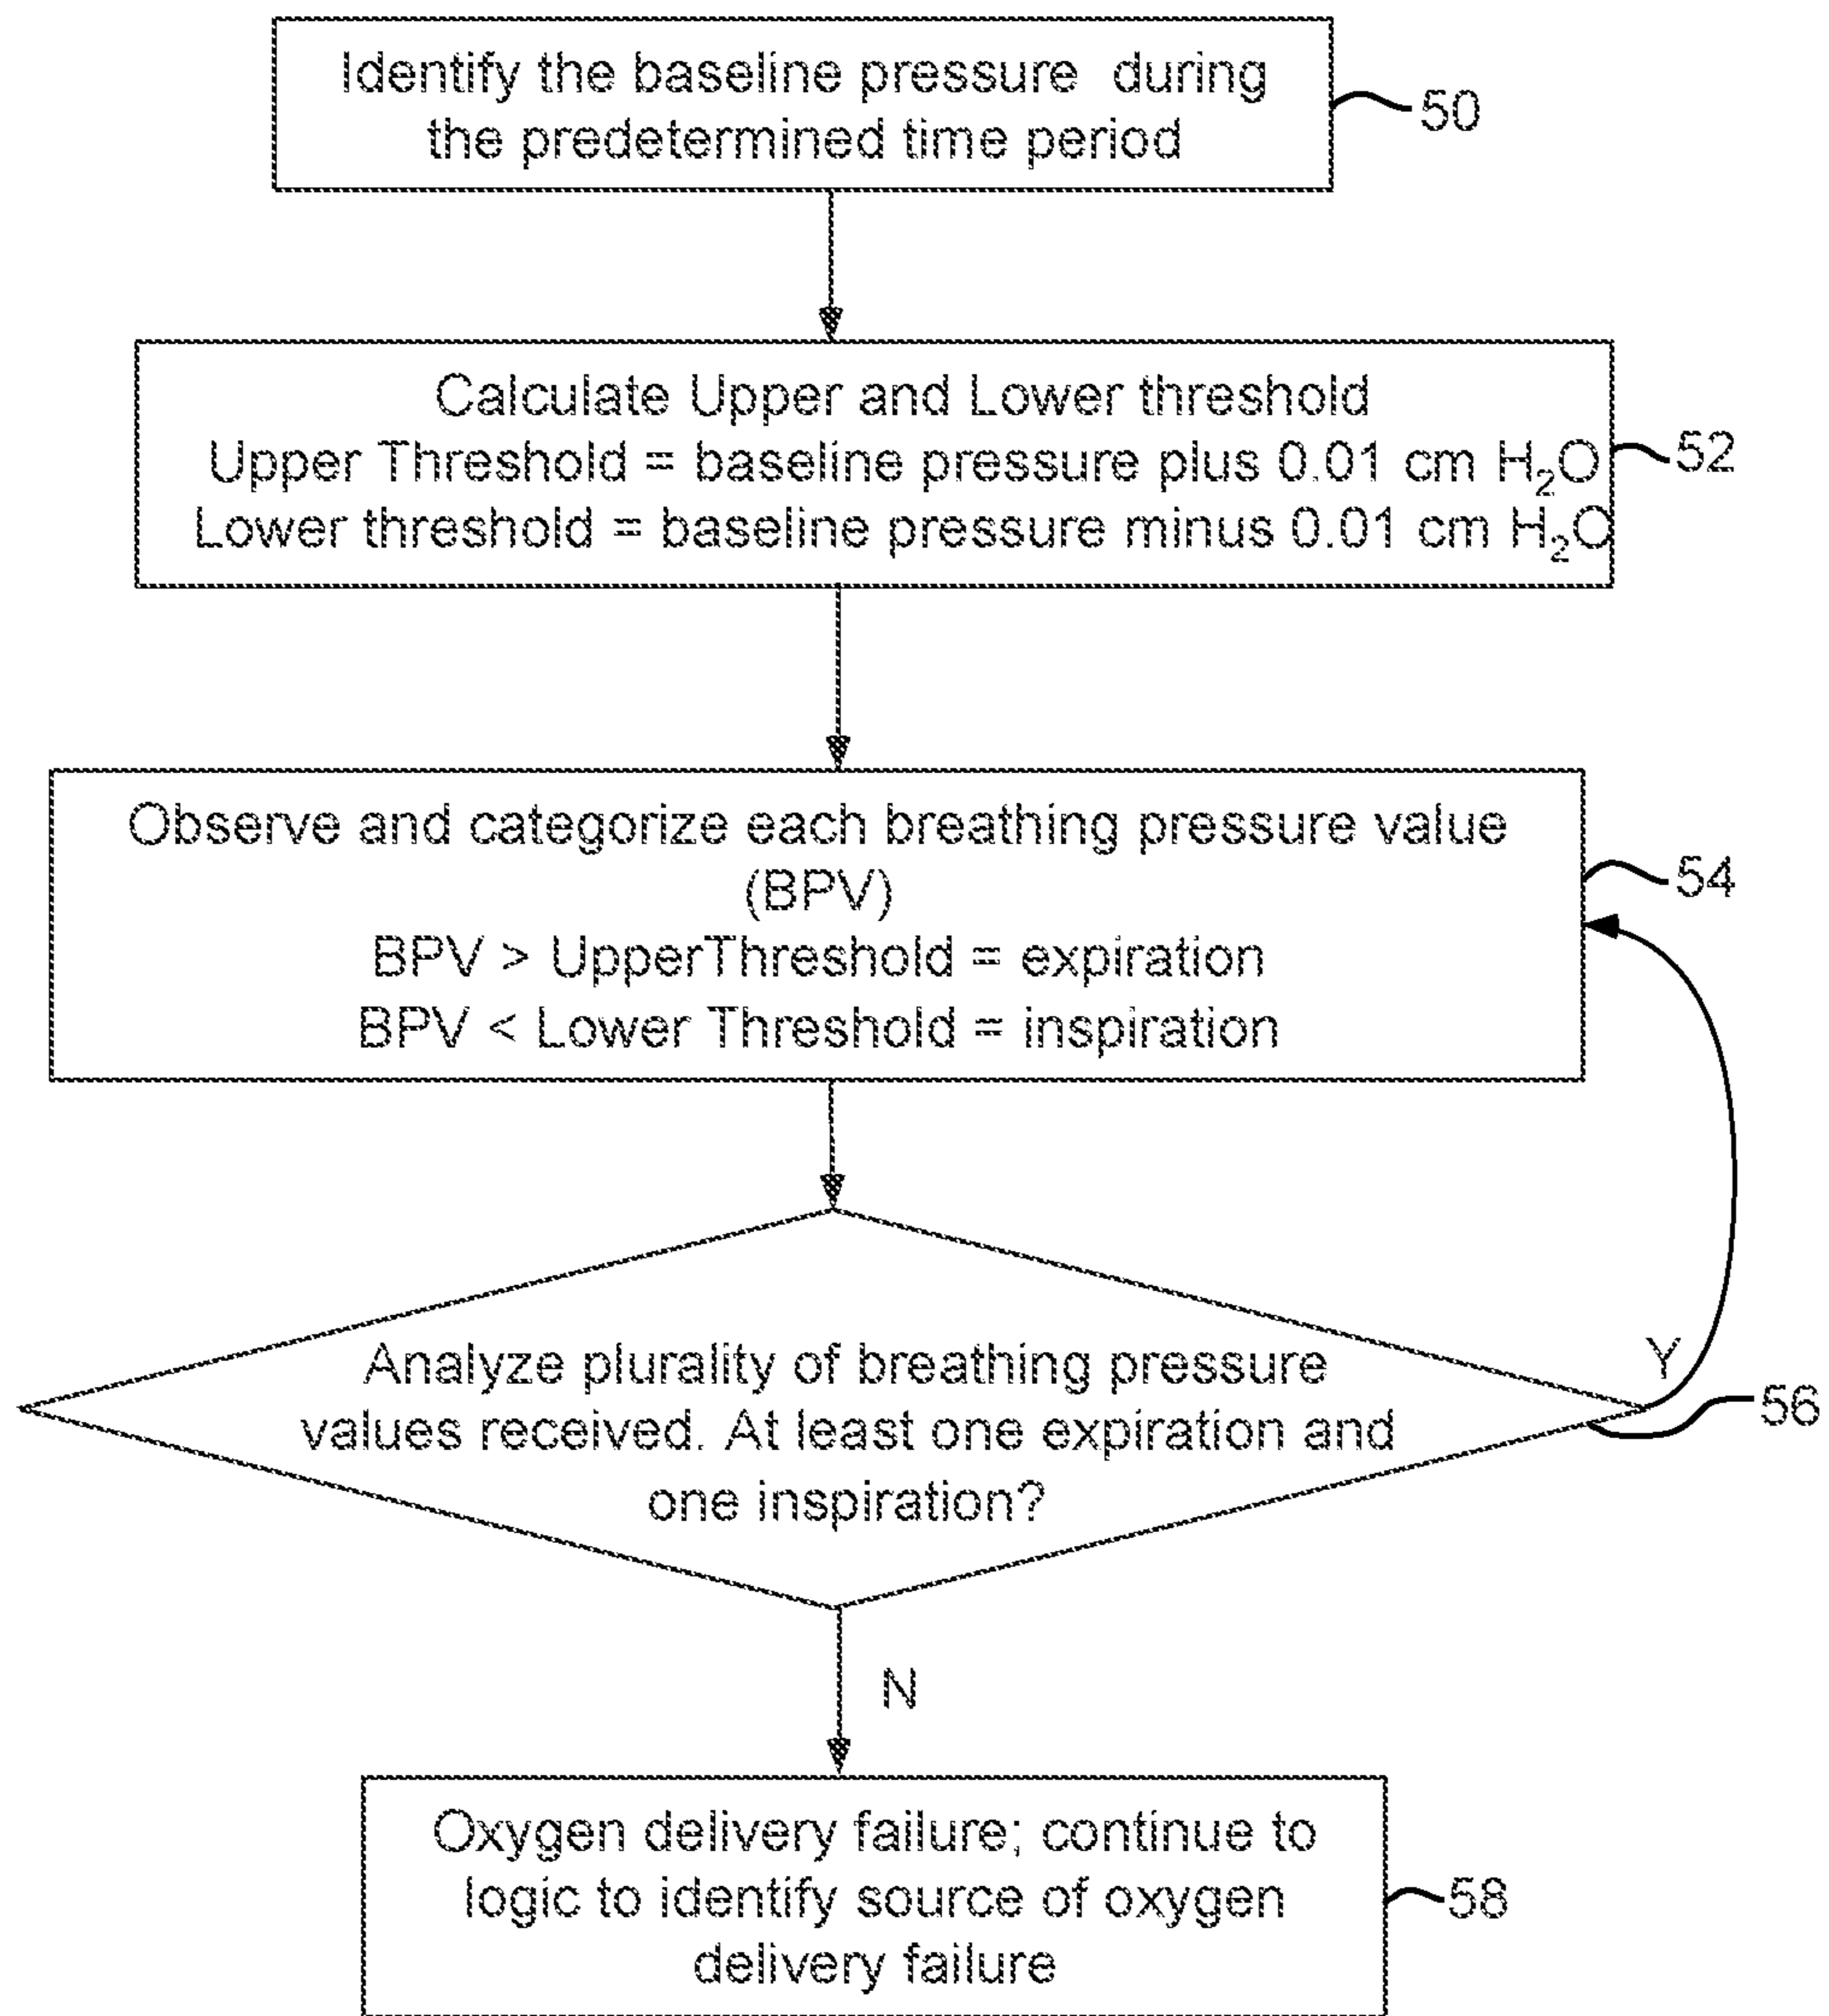 Identify the baseline pressure during
the predetermined time period
50
Calculate Upper and Lower threshold
Upper Threshold = baseline pressure plus 0.01 cm H₂O
Lower threshold = baseline pressure minus 0.01 cm H₂O
52
Observe and categorize each breathing pressure value
(BPV)
BPV > UpperThreshold = expiration
BPV < Lower Threshold = inspiration
54
Analyze plurality of breathing pressure
values received. At least one expiration and
one inspiration?
Y
56
N
Oxygen delivery failure; continue to
logic to identify source of oxygen
delivery failure
58